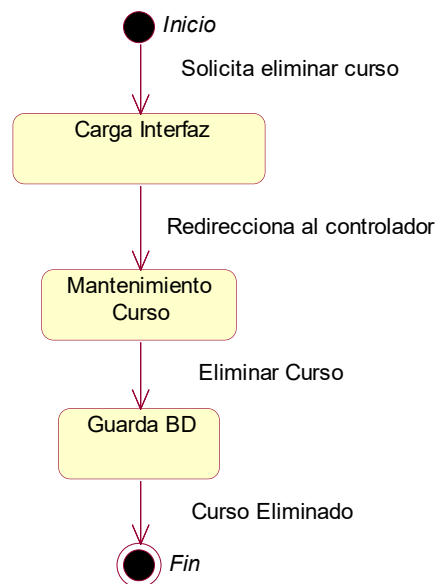 Inicio
Solicita eliminar curso
Carga Interfaz
Redirecciona al controlador
Mantenimiento
Curso
Eliminar Curso
Guarda BD
Curso Eliminado
Fin